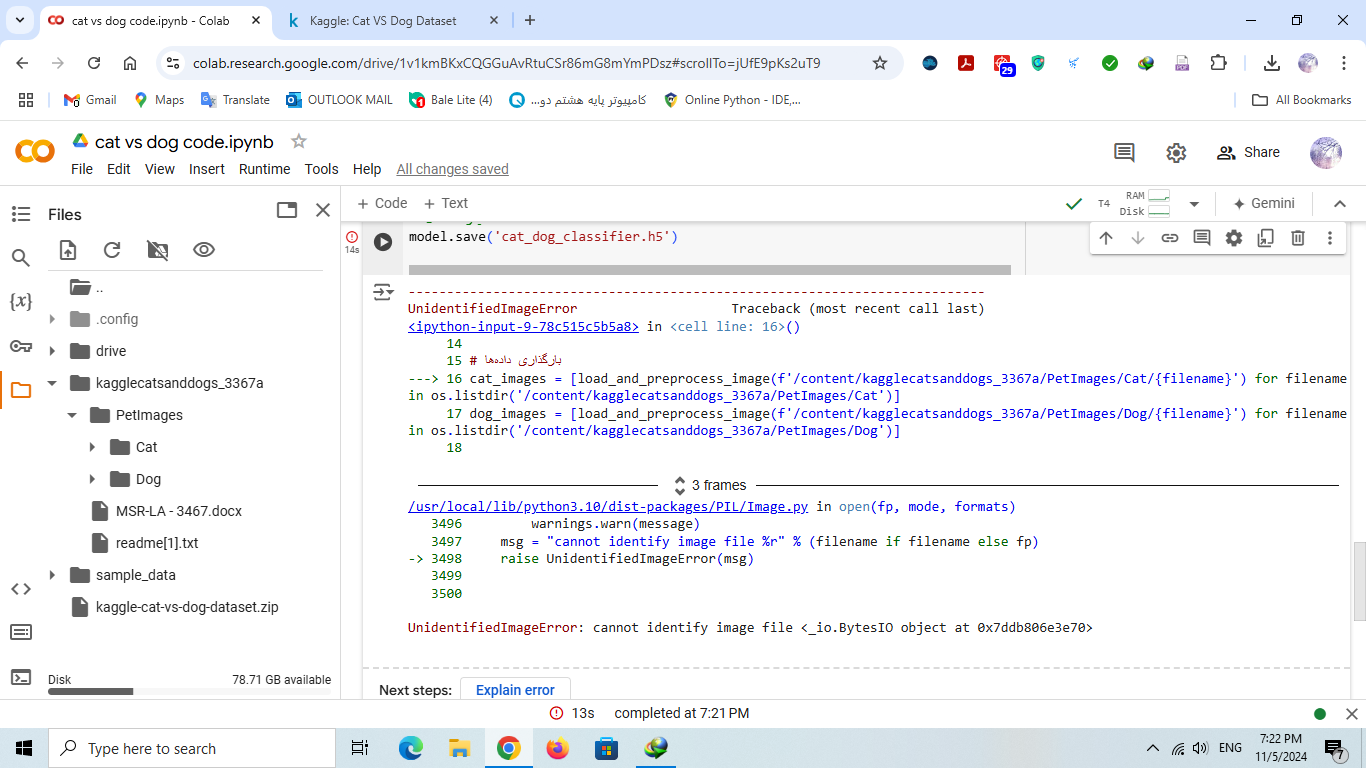 cat vs dog code.ipynb - Colab
Kaggle: Cat VS Dog Dataset
colab.research.google.com/drive/1v1kmBKxCQGGuAvRtuCSr86mG8mYmPDsz#scrollTo=jUfE9pKs2uT9
29
Gmail
Maps
Translate
OUTLOOK MAIL
Bale Lite (4)
کامپیوتر پایه هشتم دو...
Online Python - IDE,...
All Bookmarks
cat vs dog code.ipynb
File Edit View Insert Runtime Tools Help All changes saved
Share
Files
+ Code + Text
T4 RAM Disk
Gemini
..
.config
drive
kagglecatsanddogs_3367a
PetImages
Cat
Dog
MSR-LA - 3467.docx
readme[1].txt
sample_data
kaggle-cat-vs-dog-dataset.zip
Disk 78.71 GB available
14s
model.save('cat_dog_classifier.h5')
---------------------------------------------------------------------------
UnidentifiedImageError Traceback (most recent call last)
<ipython-input-9-78c515c5b5a8> in <cell line: 16>()
14
15 # بارگذاری داده‌ها
---> 16 cat_images = [load_and_preprocess_image(f'/content/kagglecatsanddogs_3367a/PetImages/Cat/{filename}') for filename
in os.listdir('/content/kagglecatsanddogs_3367a/PetImages/Cat')]
17 dog_images = [load_and_preprocess_image(f'/content/kagglecatsanddogs_3367a/PetImages/Dog/{filename}') for filename
in os.listdir('/content/kagglecatsanddogs_3367a/PetImages/Dog')]
18
3 frames
/usr/local/lib/python3.10/dist-packages/PIL/Image.py in open(fp, mode, formats)
3496 warnings.warn(message)
3497 msg = "cannot identify image file %r" % (filename if filename else fp)
-> 3498 raise UnidentifiedImageError(msg)
3499
3500
UnidentifiedImageError: cannot identify image file <_io.BytesIO object at 0x7ddb806e3e70>
Next steps: Explain error
13s completed at 7:21 PM
Type here to search
ENG
7:22 PM
11/5/2024
7